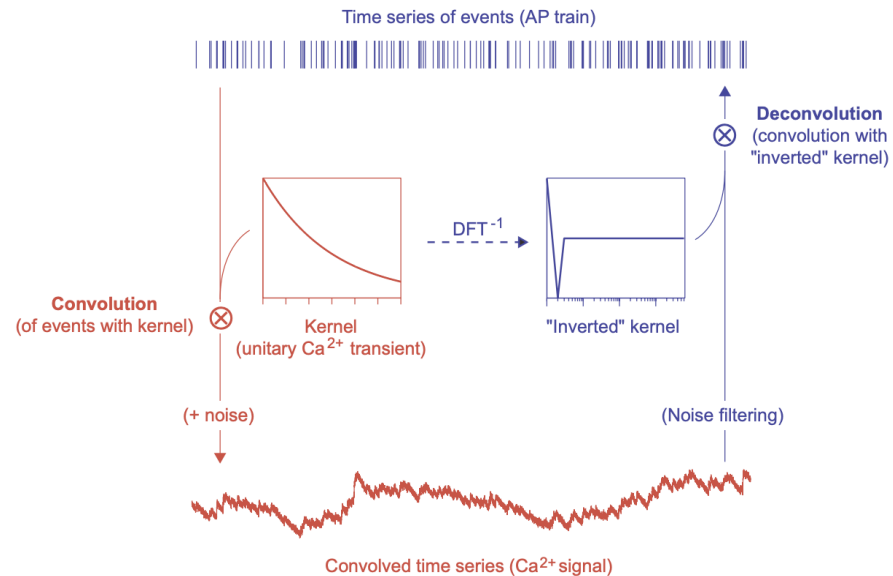 Time series of events (AP train)
Deconvolution
(convolution with
"inverted" kernel)
DFT-1
Convolution
(of events with kernel)
Kernel
(unitary Ca2+ transient)
"Inverted" kernel
(+ noise)
(Noise filtering)
Convolved time series (Ca2+ signal)